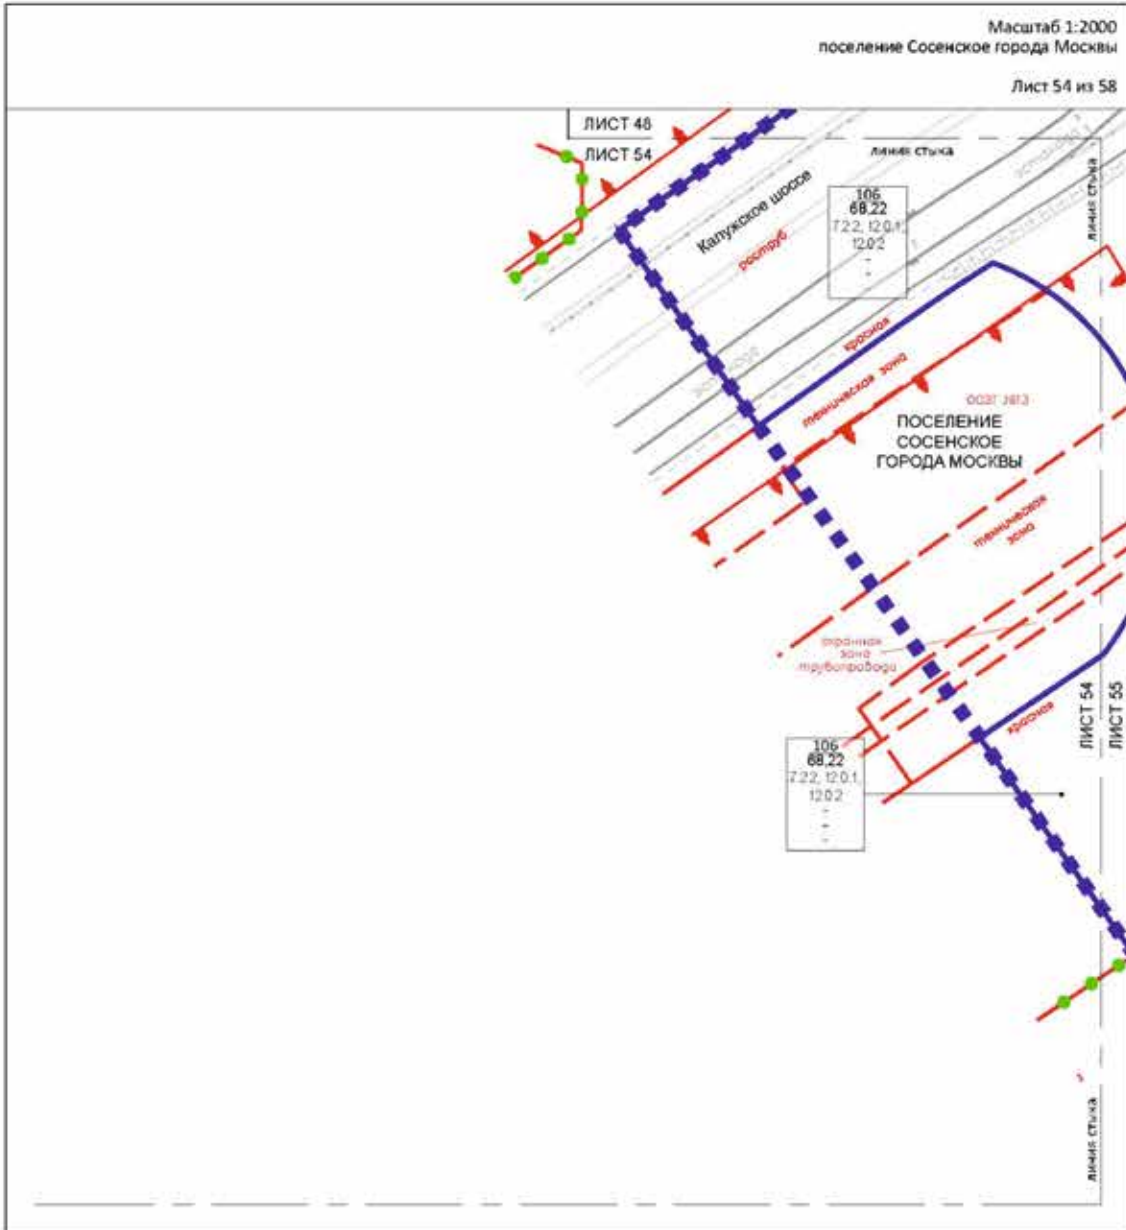 Масштаб 1:2000
поселение Сосенское города Москвы
Лист 54 из 58
ЛИСТ 48
ЛИСТ 54
линия стыка
линия стыка
эстакада
Калужское шоссе
раструб
106
68,22
7.2.2, 12.0.1,
12.0.2
-
-
-
красная
техническая зона
эстакада
ПОСЕЛЕНИЕ
СОСЕНСКОЕ
ГОРОДА МОСКВЫ
техническая
зона
охранная
зона
трубопровода
красная
ЛИСТ 54
ЛИСТ 55
106
68,22
7.2.2, 12.0.1,
12.0.2
-
-
-
линия стыка